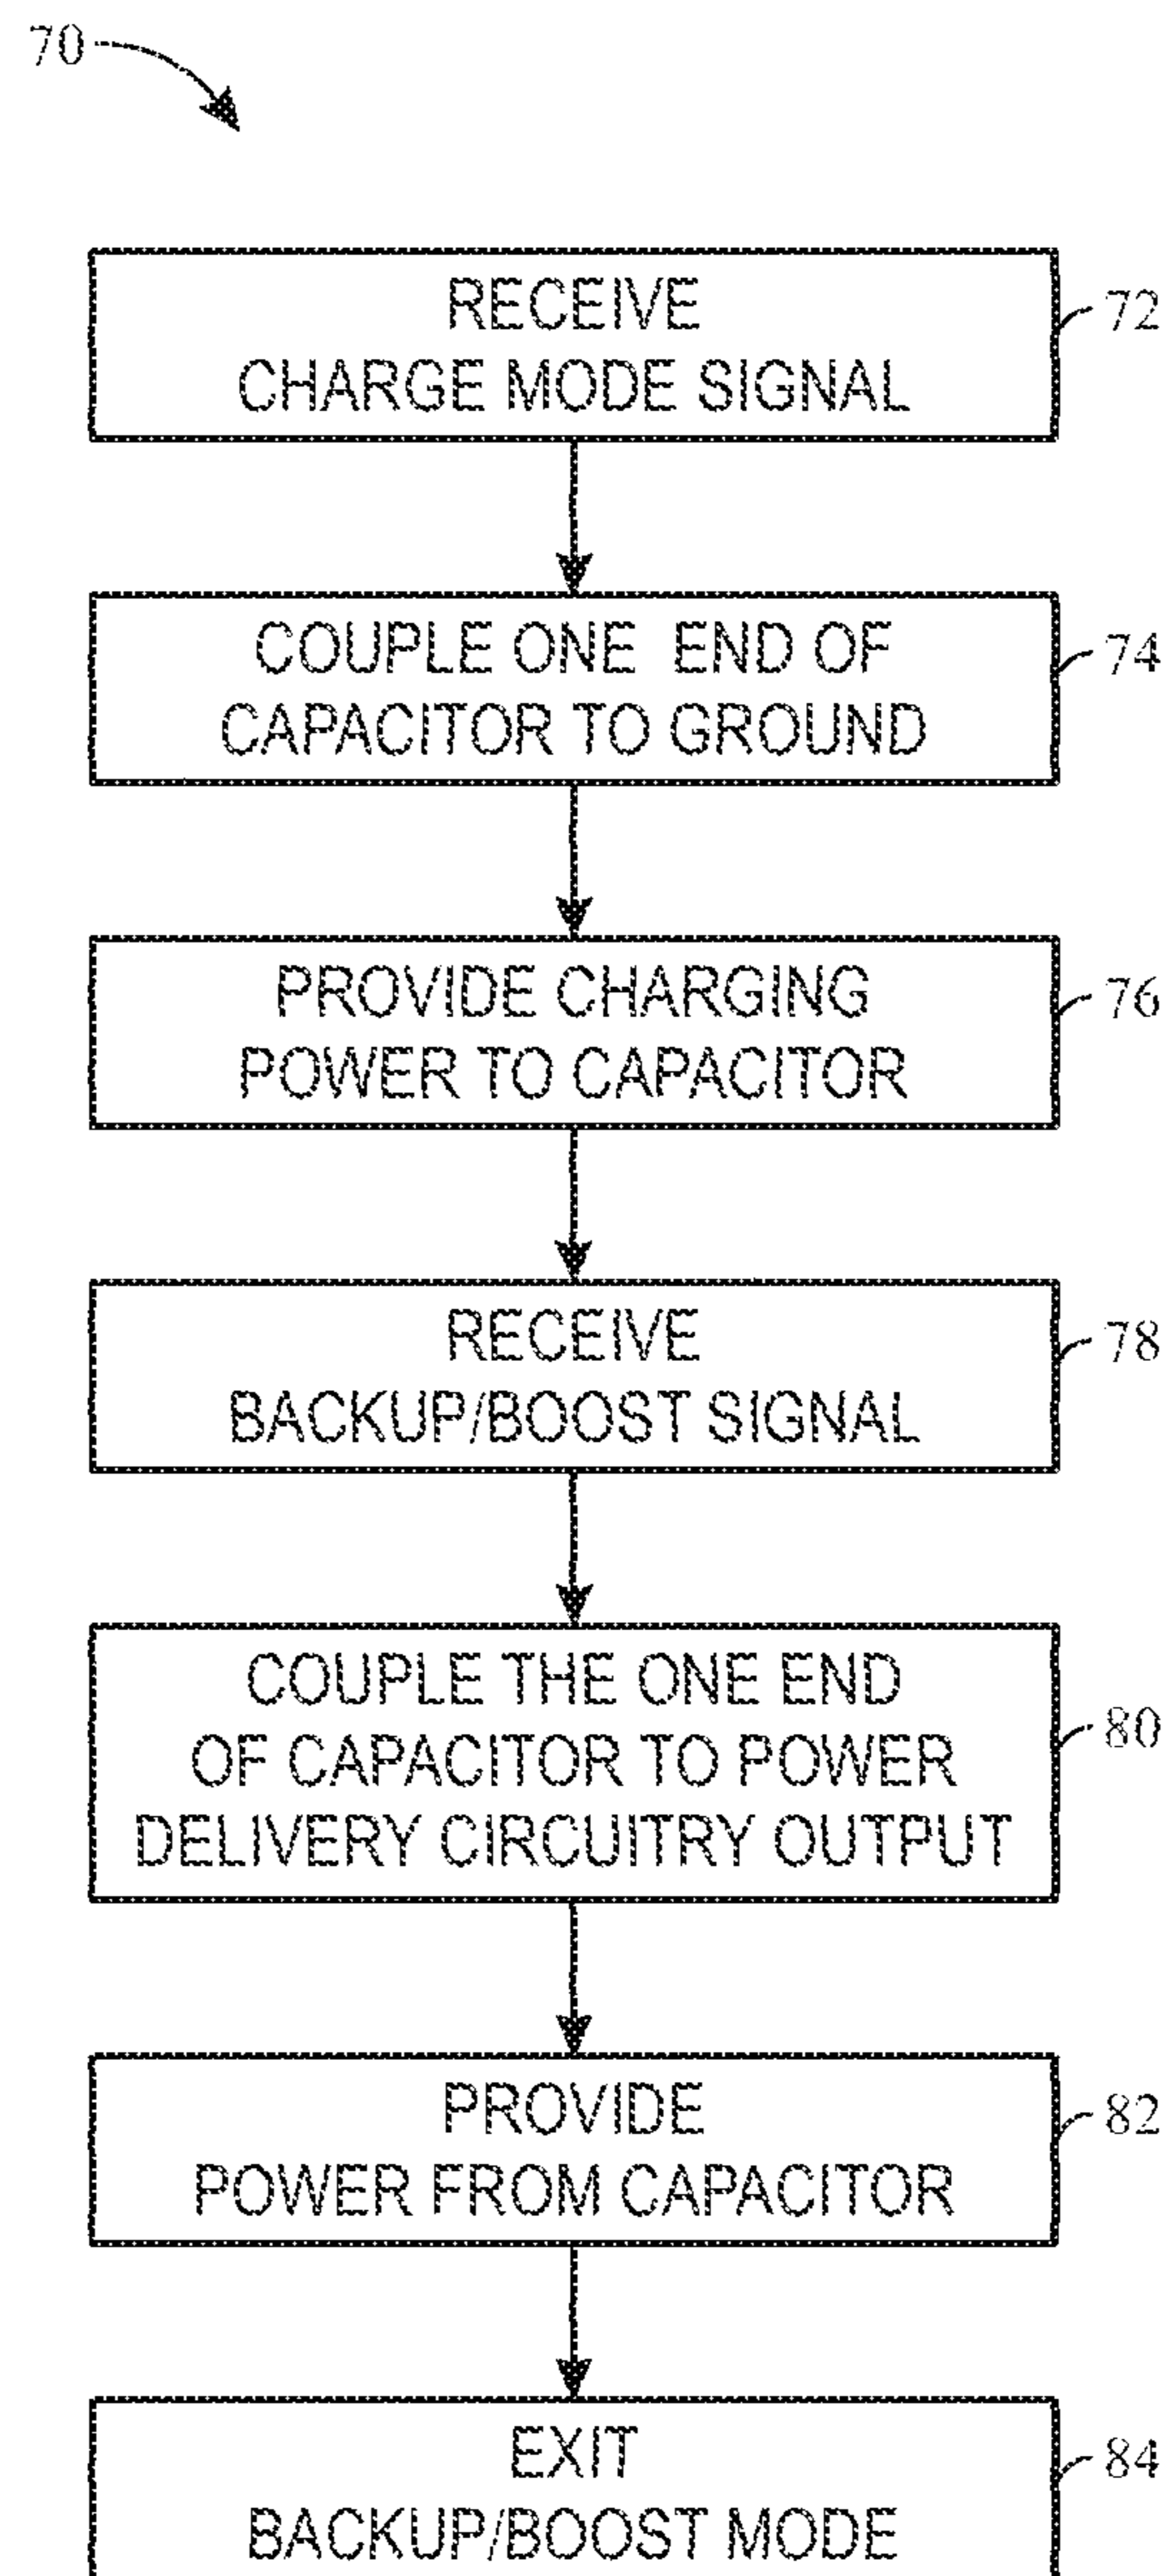 70
RECEIVE
CHARGE MODE SIGNAL
72
COUPLE ONE END OF
CAPACITOR TO GROUND
74
PROVIDE CHARGING
POWER TO CAPACITOR
76
RECEIVE
BACKUP/BOOST SIGNAL
78
COUPLE THE ONE END
OF CAPACITOR TO POWER
DELIVERY CIRCUITRY OUTPUT
80
PROVIDE
POWER FROM CAPACITOR
82
EXIT
BACKUP/BOOST MODE
84